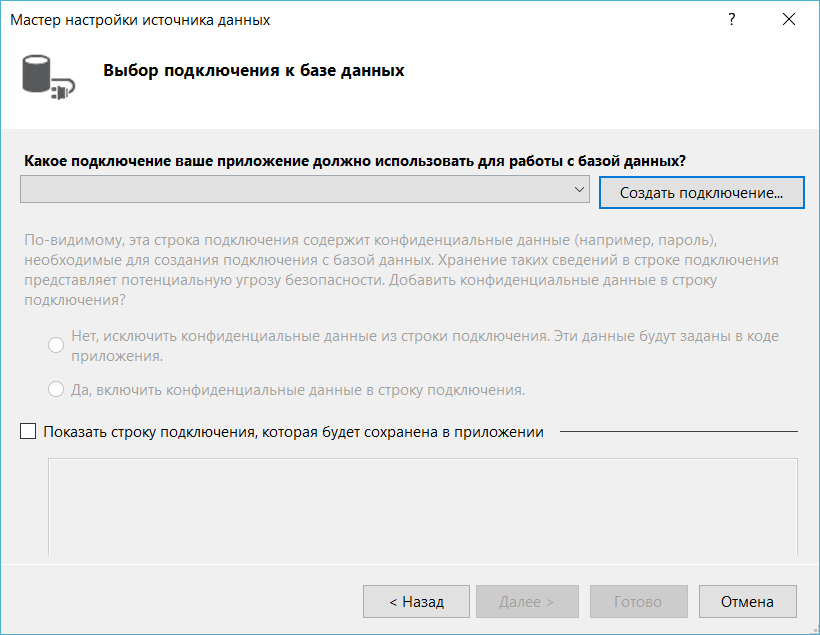 Мастер настройки источника данных
?
Выбор подключения к базе данных
Какое подключение ваше приложение должно использовать для работы с базой данных?
Создать подключение...
По-видимому, эта строка подключения содержит конфиденциальные данные (например, пароль),
необходимые для создания подключения с базой данных. Хранение таких сведений в строке подключения
представляет потенциальную угрозу безопасности. Добавить конфиденциальные данные в строку
подключения?
Нет, исключить конфиденциальные данные из строки подключения. Эти данные будут заданы в коде
приложения.
Да, включить конфиденциальные данные в строку подключения.
Показать строку подключения, которая будет сохранена в приложении
< Назад
Далее >
Готово
Отмена